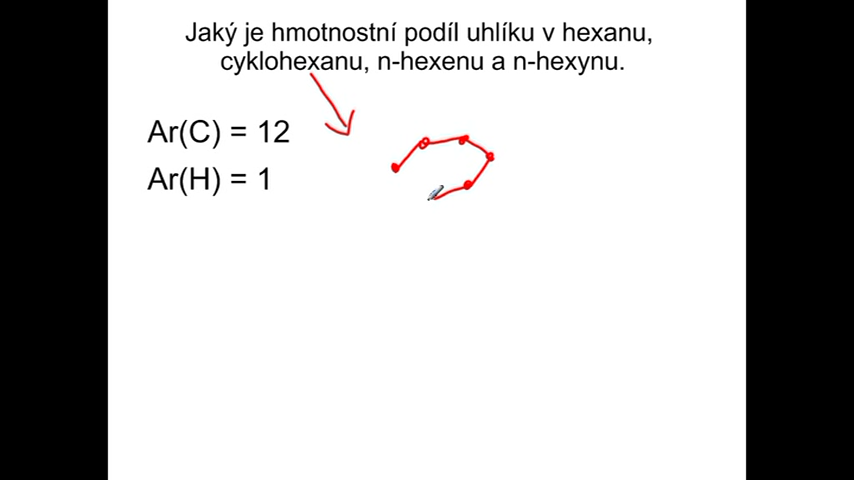 Jaký je hmotnostní podíl uhlíku v hexanu,
cyklohexanu, n-hexenu a n-hexynu.
Ar(C) = 12
Ar(H) = 1